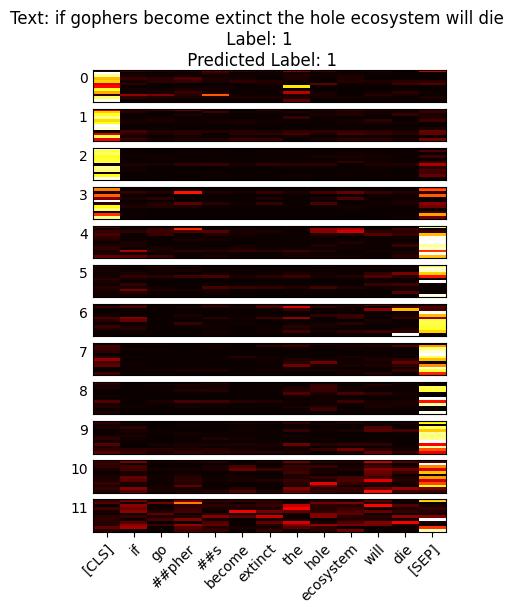 Text: if gophers become extinct the hole ecosystem will die
Label: 1
Predicted Label: 1
0
1
2
3
4
5
6
7
8
9
10
11
[CLS]
if
go
##pher
##s
become
extinct
the
hole
ecosystem
will
die
[SEP]